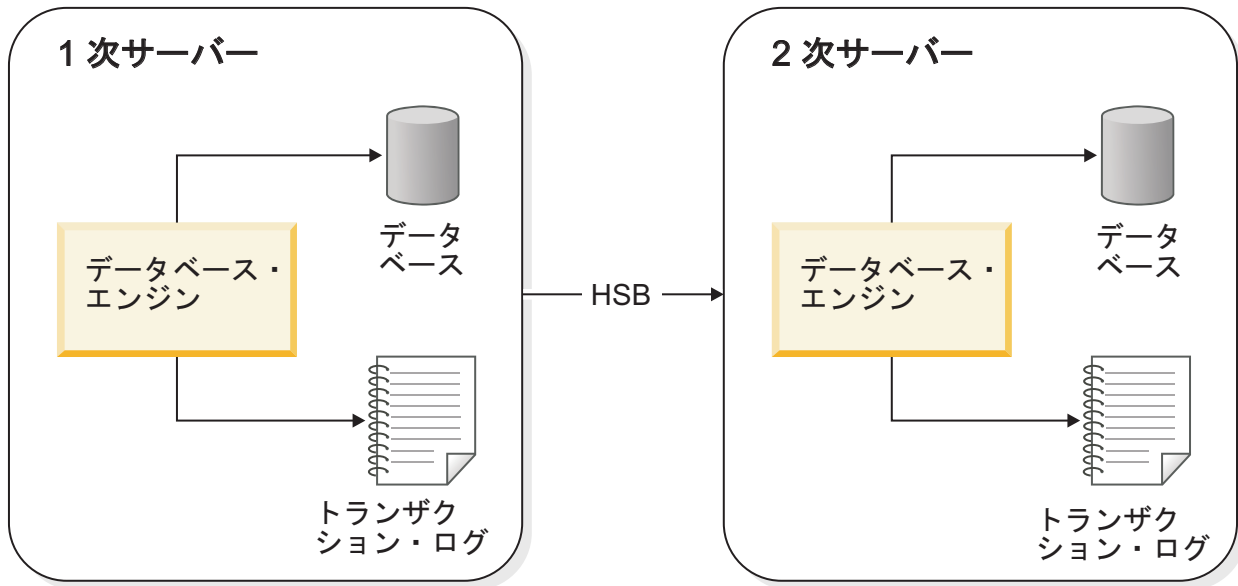 1 次サーバー
データ
ベース
データベース・
エンジン
トランザク
ション・ログ
HSB
2 次サーバー
データ
ベース
データベース・
エンジン
トランザク
ション・ログ